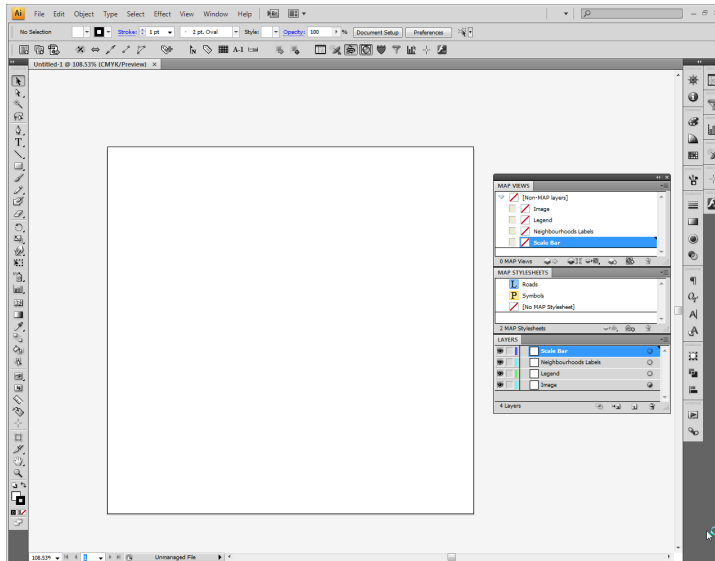 Ai File Edit Object Type Select Effect View Window Help Br
No Selection Stroke: 1 pt 2 pt. Oval Style: Opacity: 100 % Document Setup Preferences
A-1
Untitled-1 @ 108.53% (CMYK/Preview) ×
MAP VIEWS
[Non-MAP layers]
Image
Legend
Neighbourhoods Labels
Scale Bar
0 MAP Views
MAP STYLESHEETS
L Roads
P Symbols
[No MAP Stylesheet]
2 MAP Stylesheets
LAYERS
Scale Bar
Neighbourhoods Labels
Legend
Image
4 Layers
108.53% 1 Unmanaged File